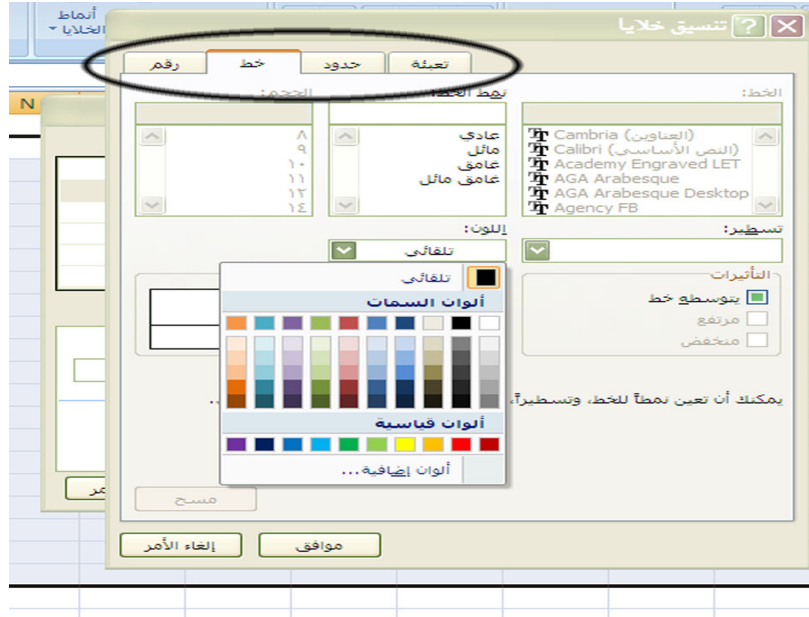 أنماط
الخلايا
تنسيق خلايا
رقم خط حدود تعبئة
N
الخط: نمط الخط: الحجم:
Cambria (العناوين)
Calibri (النص الأساسي)
Academy Engraved LET
AGA Arabesque
AGA Arabesque Desktop
Agency FB
عادي
مائل
غامق
غامق مائل
٨
٩
١٠
١١
١٢
١٤
تسطير: اللون:
تلقائي
التأثيرات
يتوسطه خط
مرتفع
منخفض
تلقائي
ألوان السمات
ألوان قياسية
ألوان إضافية...
يمكنك أن تعين نمطاً للخط، وتسطيراً،
مسح
موافق إلغاء الأمر